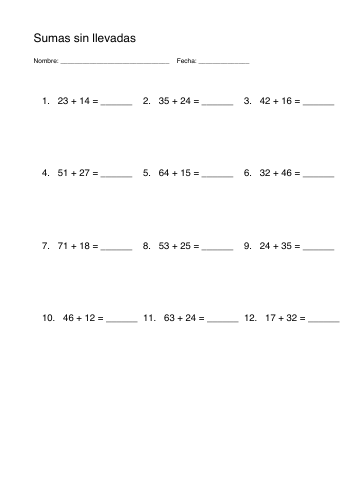 Sumas sin llevadas
Nombre: ______________________________ Fecha: ______________
1. 23 + 14 = ______ 2. 35 + 24 = ______ 3. 42 + 16 = ______
4. 51 + 27 = ______ 5. 64 + 15 = ______ 6. 32 + 46 = ______
7. 71 + 18 = ______ 8. 53 + 25 = ______ 9. 24 + 35 = ______
10. 46 + 12 = ______ 11. 63 + 24 = ______ 12. 17 + 32 = ______